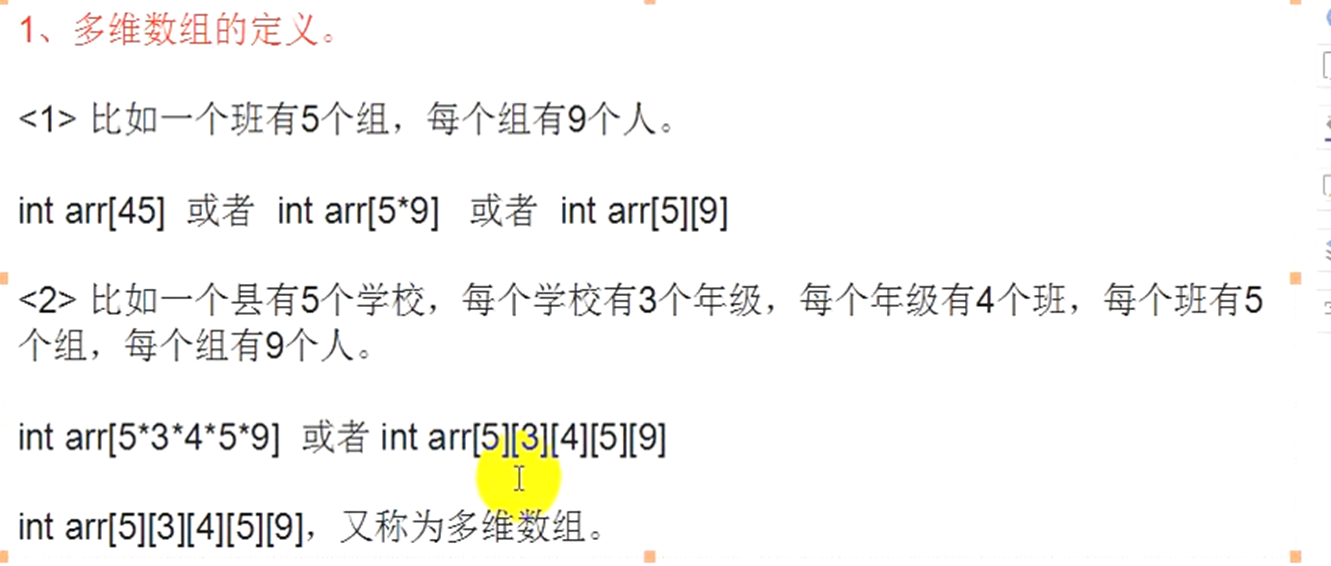 1、多维数组的定义。
<1> 比如一个班有5个组，每个组有9个人。
int arr[45] 或者 int arr[5*9] 或者 int arr[5][9]
<2> 比如一个县有5个学校，每个学校有3个年级，每个年级有4个班，每个班有5
个组，每个组有9个人。
int arr[5*3*4*5*9] 或者 int arr[5][3][4][5][9]
int arr[5][3][4][5][9]，又称为多维数组。